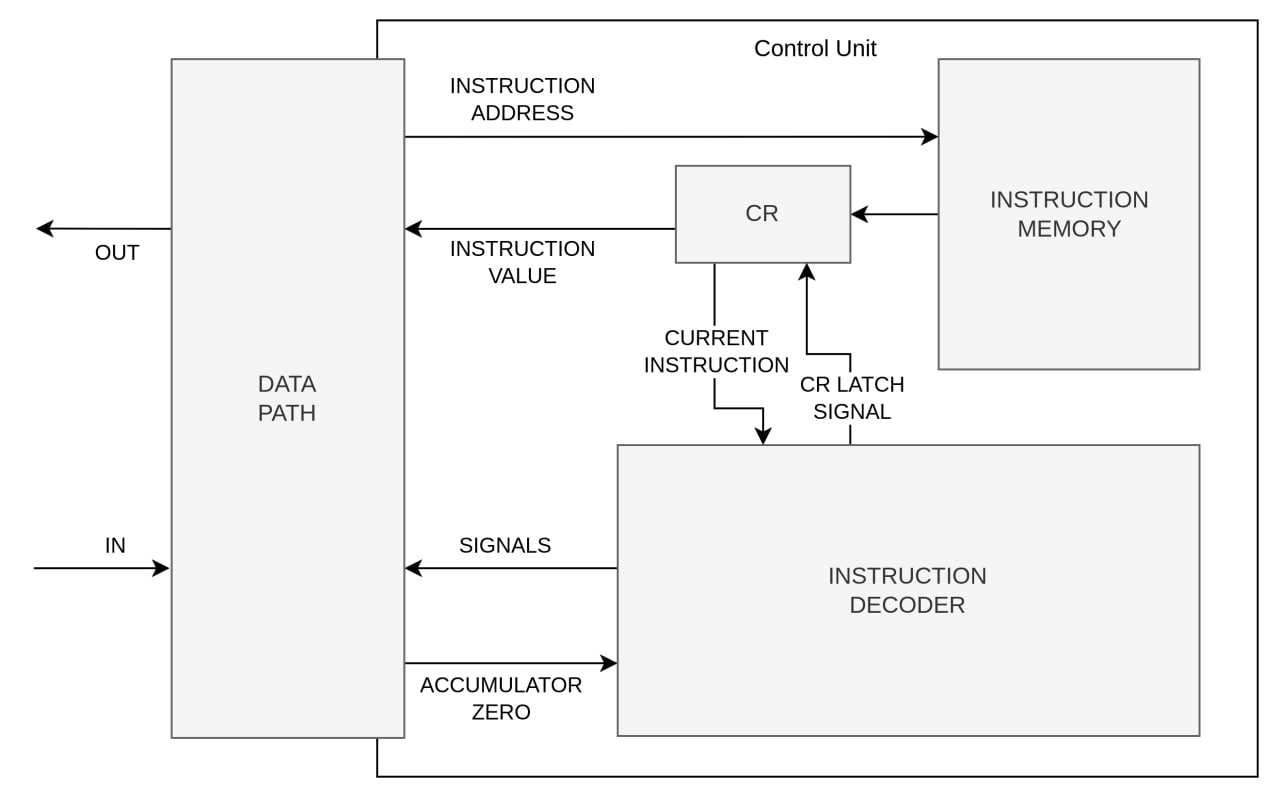 Control Unit
INSTRUCTION
ADDRESS
INSTRUCTION
MEMORY
CR
OUT
INSTRUCTION
VALUE
CURRENT
INSTRUCTION
CR LATCH
SIGNAL
DATA
PATH
IN
SIGNALS
INSTRUCTION
DECODER
ACCUMULATOR
ZERO